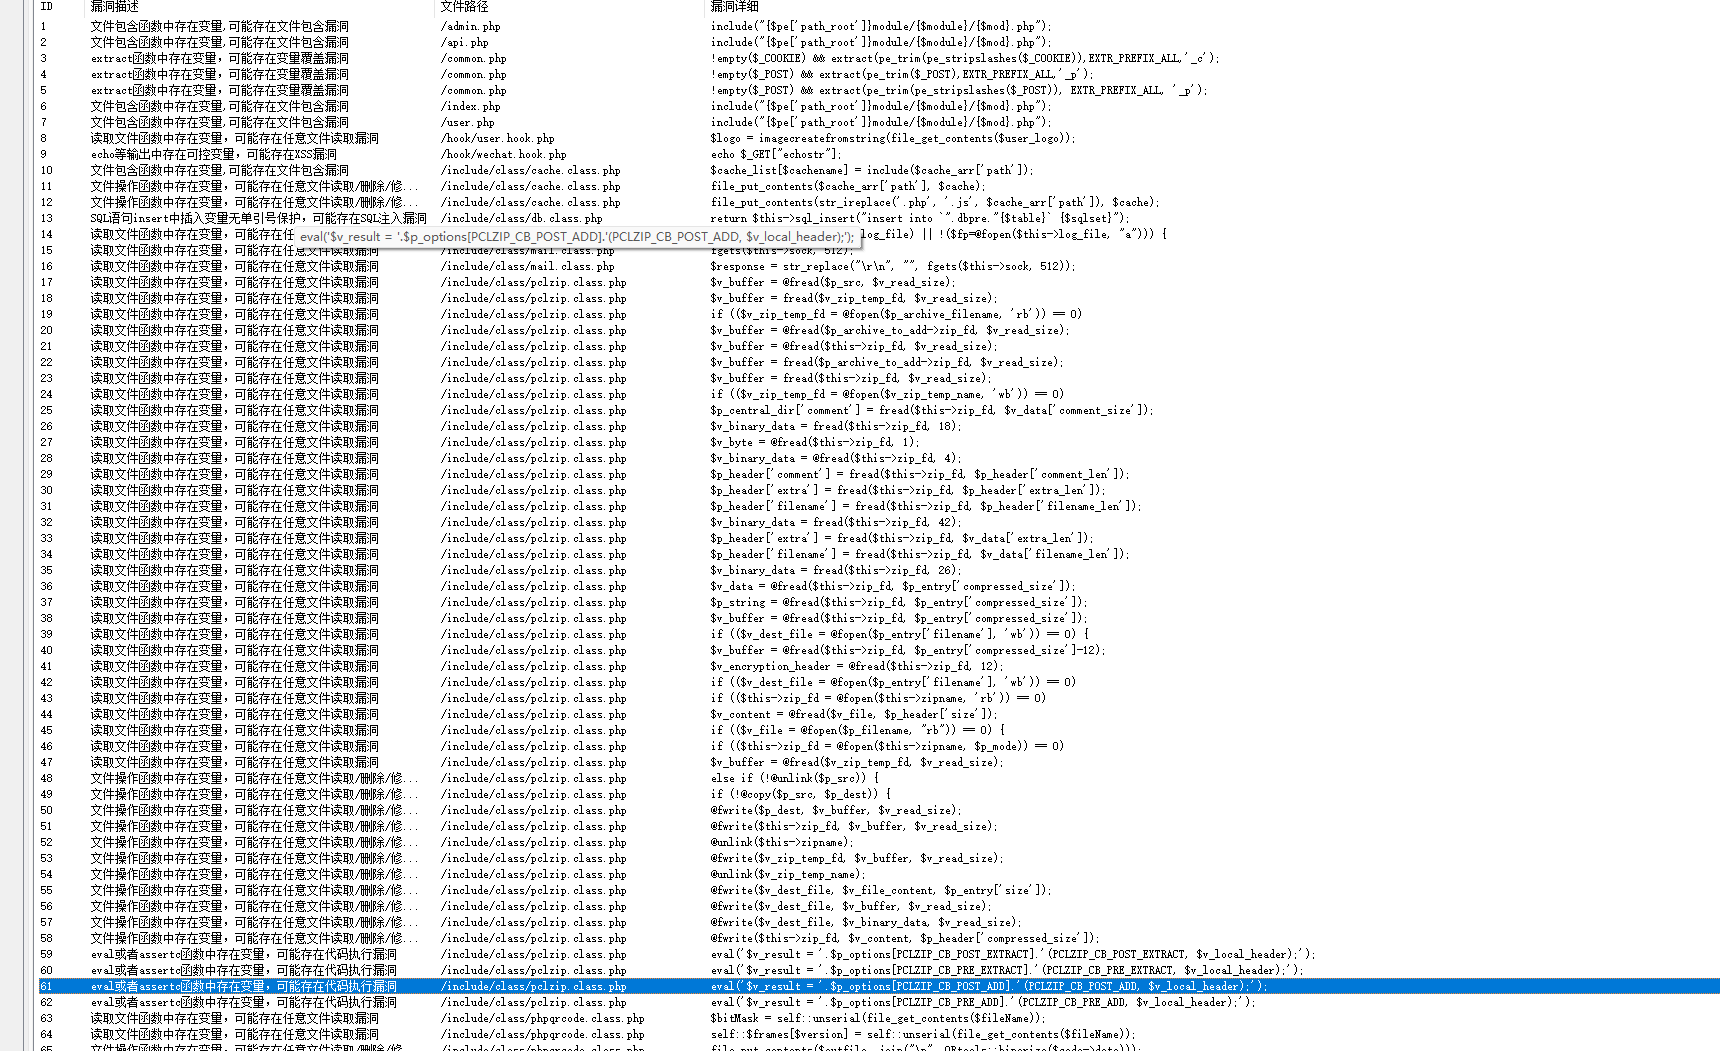 ID 漏洞描述 文件路径 漏洞详细
1 文件包含函数中存在变量,可能存在文件包含漏洞 /admin.php include("{$pe['path_root']}module/{$module}/{$mod}.php");
2 文件包含函数中存在变量,可能存在文件包含漏洞 /api.php include("{$pe['path_root']}module/{$module}/{$mod}.php");
3 extract函数中存在变量，可能存在变量覆盖漏洞 /common.php !empty($_COOKIE) && extract(pe_trim(pe_stripslashes($_COOKIE)),EXTR_PREFIX_ALL,'_c');
4 extract函数中存在变量，可能存在变量覆盖漏洞 /common.php !empty($_POST) && extract(pe_trim($_POST),EXTR_PREFIX_ALL,'_p');
5 extract函数中存在变量，可能存在变量覆盖漏洞 /common.php !empty($_POST) && extract(pe_trim(pe_stripslashes($_POST)), EXTR_PREFIX_ALL, '_p');
6 文件包含函数中存在变量,可能存在文件包含漏洞 /index.php include("{$pe['path_root']}module/{$module}/{$mod}.php");
7 文件包含函数中存在变量,可能存在文件包含漏洞 /user.php include("{$pe['path_root']}module/{$module}/{$mod}.php");
8 读取文件函数中存在变量，可能存在任意文件读取漏洞 /hook/user.hook.php $logo = imagecreatefromstring(file_get_contents($user_logo));
9 echo等输出中存在可控变量，可能存在XSS漏洞 /hook/wechat.hook.php echo $_GET["echostr"];
10 文件包含函数中存在变量,可能存在文件包含漏洞 /include/class/cache.class.php $cache_list[$cachename] = include($cache_arr['path']);
11 文件操作函数中存在变量，可能存在任意文件读取/删除/修... /include/class/cache.class.php file_put_contents($cache_arr['path'], $cache);
12 文件操作函数中存在变量，可能存在任意文件读取/删除/修... /include/class/cache.class.php file_put_contents(str_ireplace('.php', '.js', $cache_arr['path']), $cache);
13 SQL语句insert中插入变量无单引号保护，可能存在SQL注入漏洞 /include/class/db.class.php return $this->sql_insert("insert into `".dbpre."{$table}` {$sqlset}");
14 读取文件函数中存在变量，可能在 eval('$v_result = '.$p_options[PCLZIP_CB_POST_ADD].'(PCLZIP_CB_POST_ADD, $v_local_header);'); log_file) || !($fp=@fopen($this->log_file, "a"))) {
15 读取文件函数中存在变量，可能存在任意文件读取漏洞 /include/class/mail.class.php fgets($this->sock, 512);
16 读取文件函数中存在变量，可能存在任意文件读取漏洞 /include/class/mail.class.php $response = str_replace("\r\n", "", fgets($this->sock, 512));
17 读取文件函数中存在变量，可能存在任意文件读取漏洞 /include/class/pclzip.class.php $v_buffer = @fread($p_src, $v_read_size);
18 读取文件函数中存在变量，可能存在任意文件读取漏洞 /include/class/pclzip.class.php $v_buffer = fread($v_zip_temp_fd, $v_read_size);
19 读取文件函数中存在变量，可能存在任意文件读取漏洞 /include/class/pclzip.class.php if (($v_zip_temp_fd = @fopen($p_archive_filename, 'rb')) == 0)
20 读取文件函数中存在变量，可能存在任意文件读取漏洞 /include/class/pclzip.class.php $v_buffer = @fread($p_archive_to_add->zip_fd, $v_read_size);
21 读取文件函数中存在变量，可能存在任意文件读取漏洞 /include/class/pclzip.class.php $v_buffer = @fread($this->zip_fd, $v_read_size);
22 读取文件函数中存在变量，可能存在任意文件读取漏洞 /include/class/pclzip.class.php $v_buffer = fread($p_archive_to_add->zip_fd, $v_read_size);
23 读取文件函数中存在变量，可能存在任意文件读取漏洞 /include/class/pclzip.class.php $v_buffer = fread($this->zip_fd, $v_read_size);
24 读取文件函数中存在变量，可能存在任意文件读取漏洞 /include/class/pclzip.class.php if (($v_zip_temp_fd = @fopen($v_zip_temp_name, 'wb')) == 0)
25 读取文件函数中存在变量，可能存在任意文件读取漏洞 /include/class/pclzip.class.php $p_central_dir['comment'] = fread($this->zip_fd, $v_data['comment_size']);
26 读取文件函数中存在变量，可能存在任意文件读取漏洞 /include/class/pclzip.class.php $v_binary_data = fread($this->zip_fd, 18);
27 读取文件函数中存在变量，可能存在任意文件读取漏洞 /include/class/pclzip.class.php $v_byte = @fread($this->zip_fd, 1);
28 读取文件函数中存在变量，可能存在任意文件读取漏洞 /include/class/pclzip.class.php $v_binary_data = @fread($this->zip_fd, 4);
29 读取文件函数中存在变量，可能存在任意文件读取漏洞 /include/class/pclzip.class.php $p_header['comment'] = fread($this->zip_fd, $p_header['comment_len']);
30 读取文件函数中存在变量，可能存在任意文件读取漏洞 /include/class/pclzip.class.php $p_header['extra'] = fread($this->zip_fd, $p_header['extra_len']);
31 读取文件函数中存在变量，可能存在任意文件读取漏洞 /include/class/pclzip.class.php $p_header['filename'] = fread($this->zip_fd, $p_header['filename_len']);
32 读取文件函数中存在变量，可能存在任意文件读取漏洞 /include/class/pclzip.class.php $v_binary_data = fread($this->zip_fd, 42);
33 读取文件函数中存在变量，可能存在任意文件读取漏洞 /include/class/pclzip.class.php $p_header['extra'] = fread($this->zip_fd, $v_data['extra_len']);
34 读取文件函数中存在变量，可能存在任意文件读取漏洞 /include/class/pclzip.class.php $p_header['filename'] = fread($this->zip_fd, $v_data['filename_len']);
35 读取文件函数中存在变量，可能存在任意文件读取漏洞 /include/class/pclzip.class.php $v_binary_data = fread($this->zip_fd, 26);
36 读取文件函数中存在变量，可能存在任意文件读取漏洞 /include/class/pclzip.class.php $v_data = @fread($this->zip_fd, $p_entry['compressed_size']);
37 读取文件函数中存在变量，可能存在任意文件读取漏洞 /include/class/pclzip.class.php $p_string = @fread($this->zip_fd, $p_entry['compressed_size']);
38 读取文件函数中存在变量，可能存在任意文件读取漏洞 /include/class/pclzip.class.php $v_buffer = @fread($this->zip_fd, $p_entry['compressed_size']);
39 读取文件函数中存在变量，可能存在任意文件读取漏洞 /include/class/pclzip.class.php if (($v_dest_file = @fopen($p_entry['filename'], 'wb')) == 0) {
40 读取文件函数中存在变量，可能存在任意文件读取漏洞 /include/class/pclzip.class.php $v_buffer = @fread($this->zip_fd, $p_entry['compressed_size']-12);
41 读取文件函数中存在变量，可能存在任意文件读取漏洞 /include/class/pclzip.class.php $v_encryption_header = @fread($this->zip_fd, 12);
42 读取文件函数中存在变量，可能存在任意文件读取漏洞 /include/class/pclzip.class.php if (($v_dest_file = @fopen($p_entry['filename'], 'wb')) == 0)
43 读取文件函数中存在变量，可能存在任意文件读取漏洞 /include/class/pclzip.class.php if (($this->zip_fd = @fopen($this->zipname, 'rb')) == 0)
44 读取文件函数中存在变量，可能存在任意文件读取漏洞 /include/class/pclzip.class.php $v_content = @fread($v_file, $p_header['size']);
45 读取文件函数中存在变量，可能存在任意文件读取漏洞 /include/class/pclzip.class.php if (($v_file = @fopen($p_filename, "rb")) == 0) {
46 读取文件函数中存在变量，可能存在任意文件读取漏洞 /include/class/pclzip.class.php if (($this->zip_fd = @fopen($this->zipname, $p_mode)) == 0)
47 读取文件函数中存在变量，可能存在任意文件读取漏洞 /include/class/pclzip.class.php $v_buffer = @fread($v_zip_temp_fd, $v_read_size);
48 文件操作函数中存在变量，可能存在任意文件读取/删除/修... /include/class/pclzip.class.php else if (!@unlink($p_src)) {
49 文件操作函数中存在变量，可能存在任意文件读取/删除/修... /include/class/pclzip.class.php if (!@copy($p_src, $p_dest)) {
50 文件操作函数中存在变量，可能存在任意文件读取/删除/修... /include/class/pclzip.class.php @fwrite($p_dest, $v_buffer, $v_read_size);
51 文件操作函数中存在变量，可能存在任意文件读取/删除/修... /include/class/pclzip.class.php @fwrite($this->zip_fd, $v_buffer, $v_read_size);
52 文件操作函数中存在变量，可能存在任意文件读取/删除/修... /include/class/pclzip.class.php @unlink($this->zipname);
53 文件操作函数中存在变量，可能存在任意文件读取/删除/修... /include/class/pclzip.class.php @fwrite($v_zip_temp_fd, $v_buffer, $v_read_size);
54 文件操作函数中存在变量，可能存在任意文件读取/删除/修... /include/class/pclzip.class.php @unlink($v_zip_temp_name);
55 文件操作函数中存在变量，可能存在任意文件读取/删除/修... /include/class/pclzip.class.php @fwrite($v_dest_file, $v_file_content, $p_entry['size']);
56 文件操作函数中存在变量，可能存在任意文件读取/删除/修... /include/class/pclzip.class.php @fwrite($v_dest_file, $v_buffer, $v_read_size);
57 文件操作函数中存在变量，可能存在任意文件读取/删除/修... /include/class/pclzip.class.php @fwrite($v_dest_file, $v_binary_data, $v_read_size);
58 文件操作函数中存在变量，可能存在任意文件读取/删除/修... /include/class/pclzip.class.php @fwrite($this->zip_fd, $v_content, $p_header['compressed_size']);
59 eval或者assertc函数中存在变量，可能存在代码执行漏洞 /include/class/pclzip.class.php eval('$v_result = '.$p_options[PCLZIP_CB_POST_EXTRACT].'(PCLZIP_CB_POST_EXTRACT, $v_local_header);');
60 eval或者assertc函数中存在变量，可能存在代码执行漏洞 /include/class/pclzip.class.php eval('$v_result = '.$p_options[PCLZIP_CB_PRE_EXTRACT].'(PCLZIP_CB_PRE_EXTRACT, $v_local_header);');
61 eval或者assertc函数中存在变量，可能存在代码执行漏洞 /include/class/pclzip.class.php eval('$v_result = '.$p_options[PCLZIP_CB_POST_ADD].'(PCLZIP_CB_POST_ADD, $v_local_header);');
62 eval或者assertc函数中存在变量，可能存在代码执行漏洞 /include/class/pclzip.class.php eval('$v_result = '.$p_options[PCLZIP_CB_PRE_ADD].'(PCLZIP_CB_PRE_ADD, $v_local_header);');
63 读取文件函数中存在变量，可能存在任意文件读取漏洞 /include/class/phpqrcode.class.php $bitMask = self::unserial(file_get_contents($fileName));
64 读取文件函数中存在变量，可能存在任意文件读取漏洞 /include/class/phpqrcode.class.php self::$frames[$version] = self::unserial(file_get_contents($fileName));